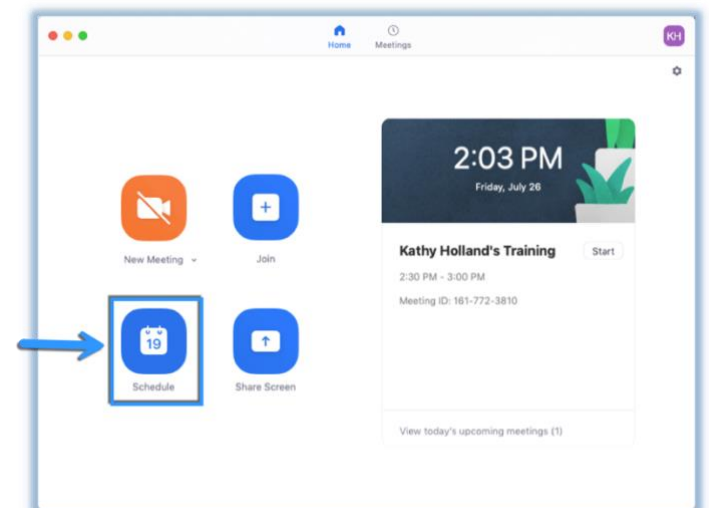 Home
Meetings
KH
2:03 PM
Friday, July 26
New Meeting
Join
Kathy Holland's Training
Start
2:30 PM - 3:00 PM
Meeting ID: 161-772-3810
19
Schedule
Share Screen
View today's upcoming meetings (1)